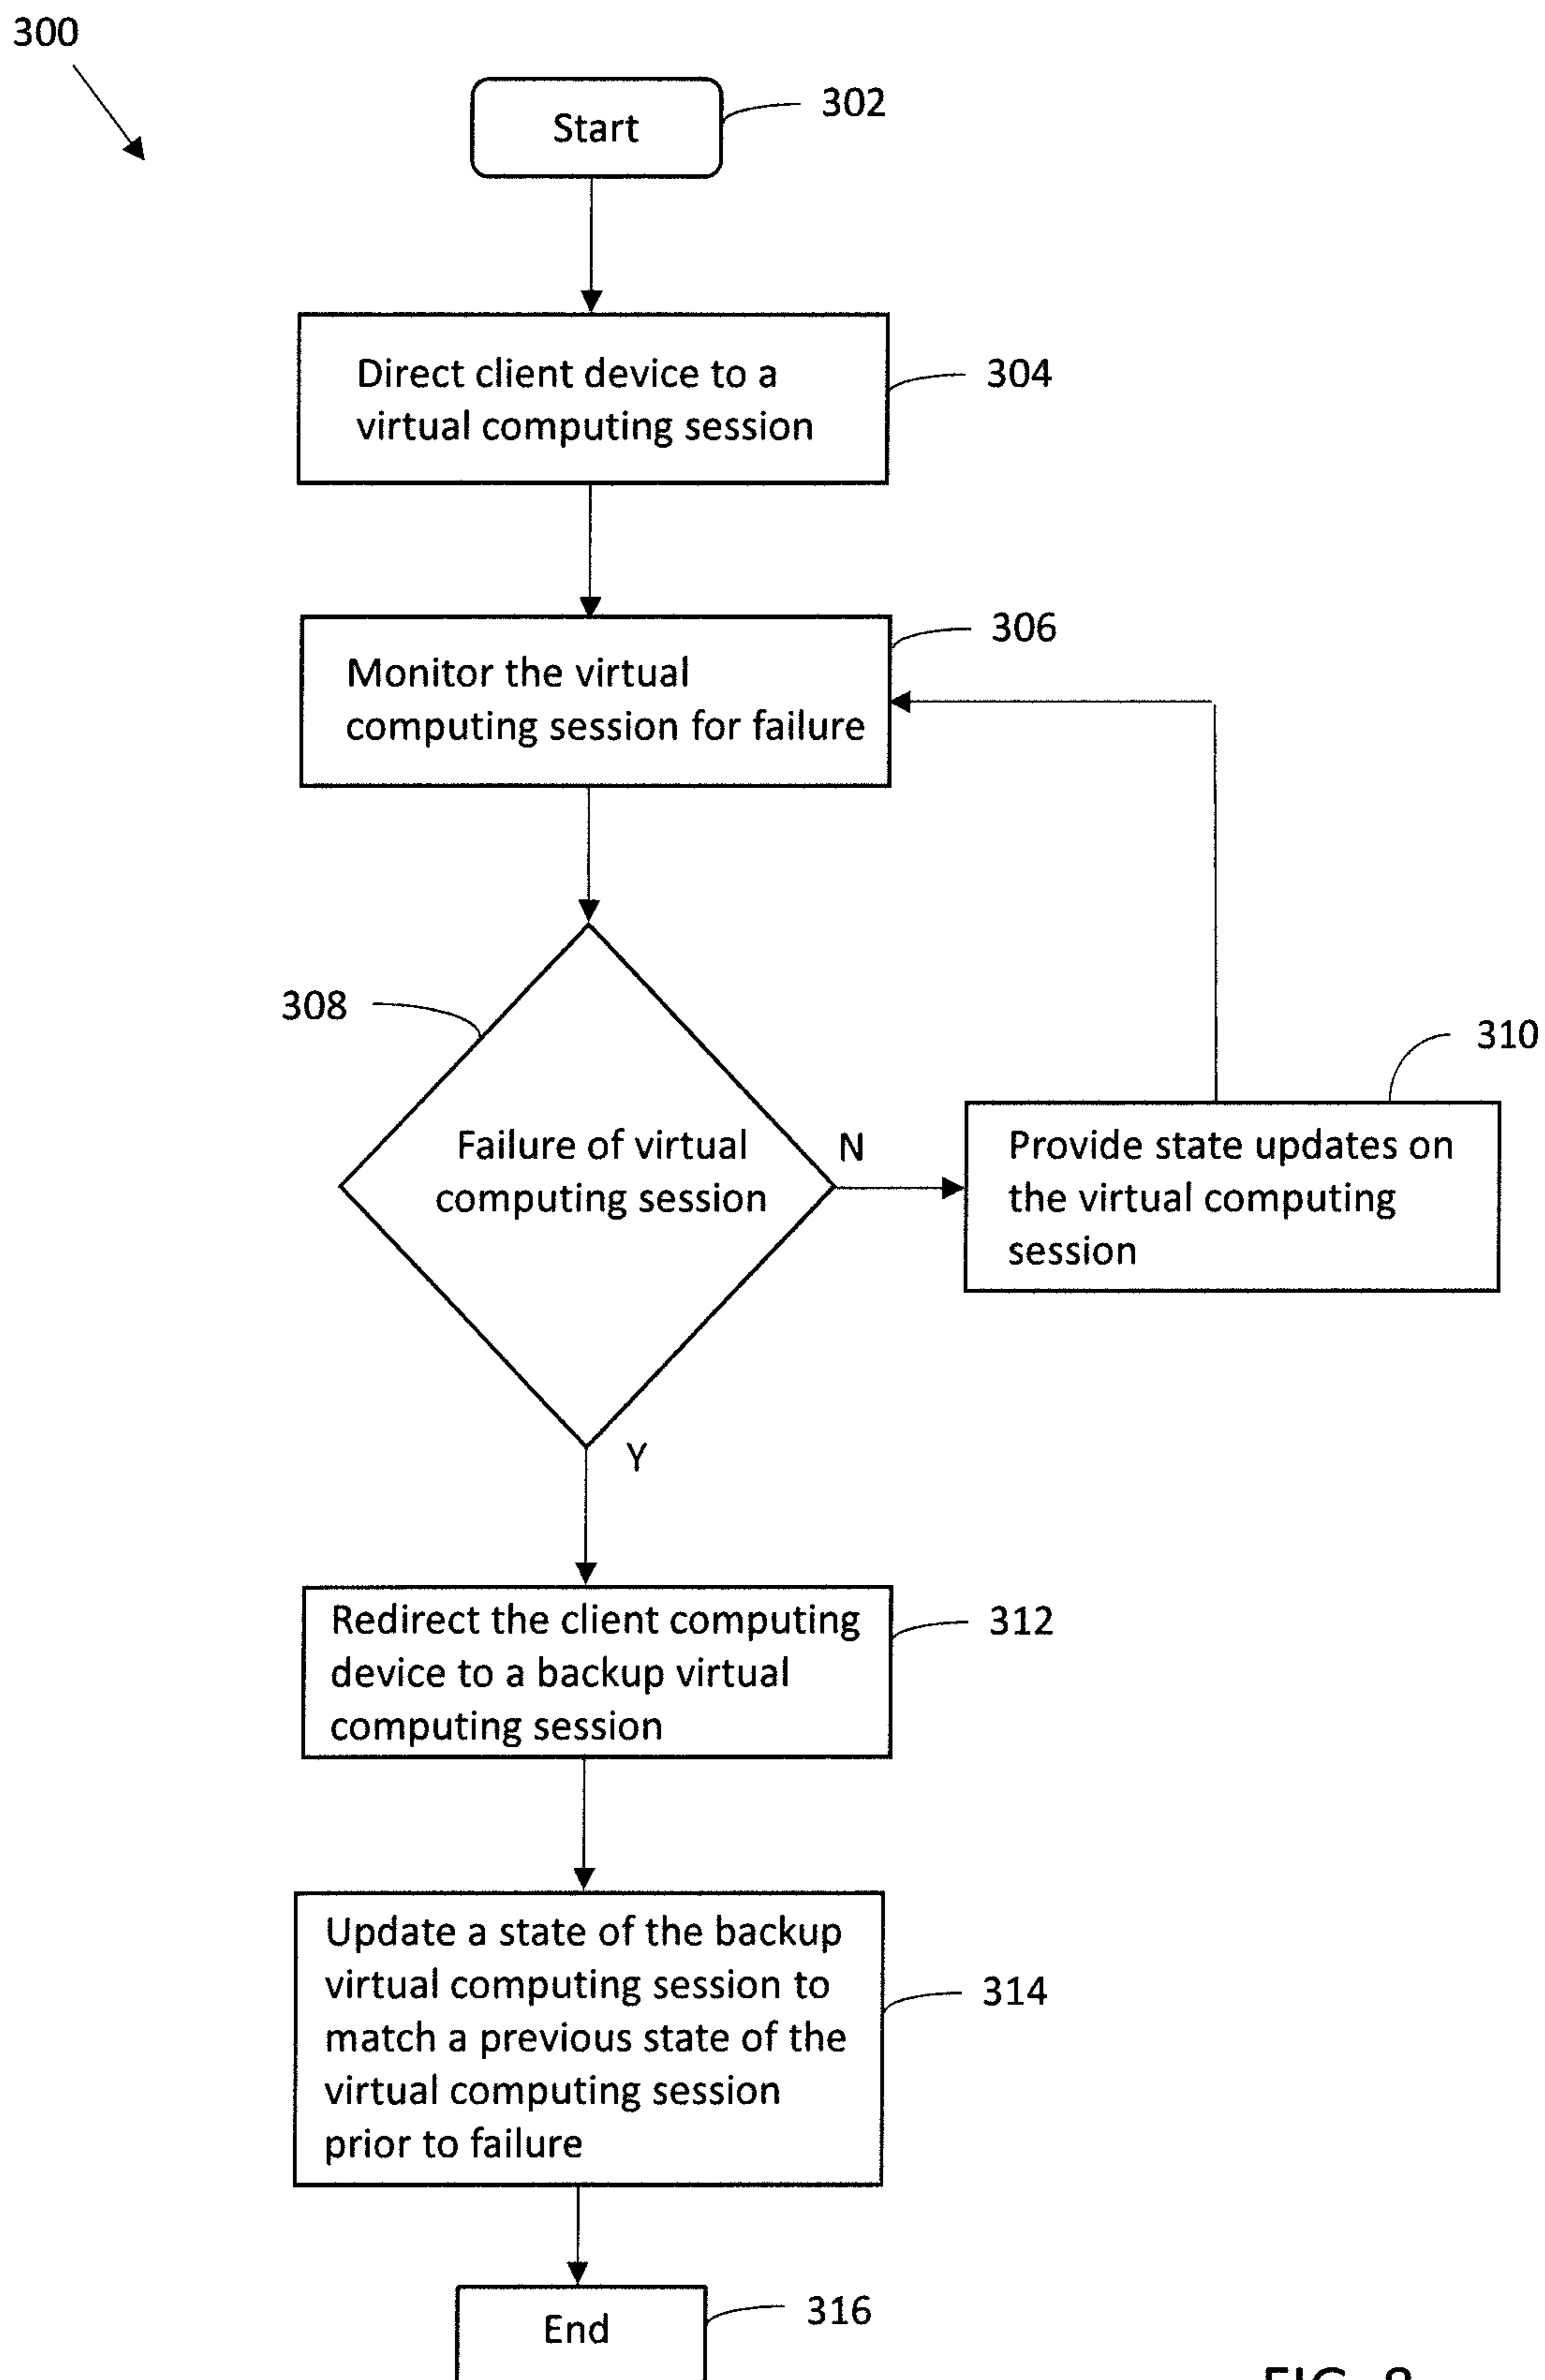 300
Start
302
Direct client device to a
virtual computing session
304
Monitor the virtual
computing session for failure
306
308
Failure of virtual
computing session
N
310
Provide state updates on
the virtual computing
session
Y
Redirect the client computing
device to a backup virtual
computing session
312
Update a state of the backup
virtual computing session to
match a previous state of the
virtual computing session
prior to failure
314
End
316
FIG. 8